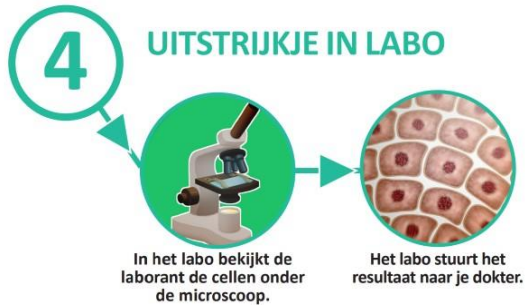 4
UITSTRIJKJE IN LABO
In het labo bekijkt de
laborant de cellen onder
de microscoop.
Het labo stuurt het
resultaat naar je dokter.